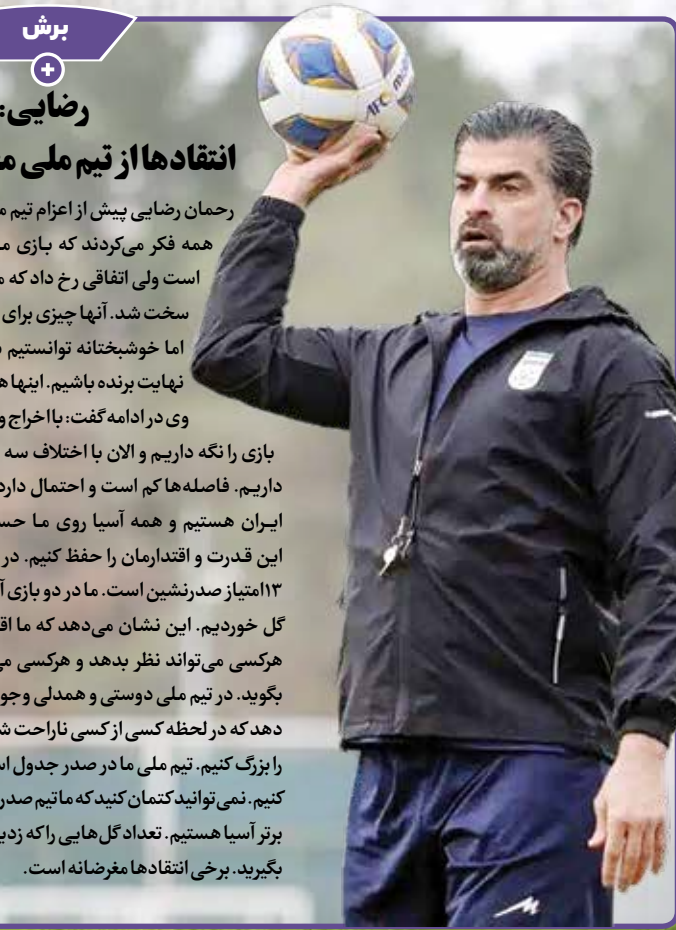 برش
+
رضایی:
انتقادها از تیم ملی مغ
رحمان رضایی پیش از اعزام تیم م
همه فکر می‌کردند که بازی م
است ولی اتفاقی رخ داد که م
سخت شد. آنها چیزی برای
اما خوشبختانه توانستیم
نهایت برنده باشیم. اینها ه
وی در ادامه گفت: با اخراج و
بازی را نگه داریم و الان با اختلاف سه
داریم. فاصله‌ها کم است و احتمال دارد
ایران هستیم و همه آسیا روی ما حس
این قدرت و اقتدارمان را حفظ کنیم. در
۱۳امتیاز صدرنشین است. ما در دو بازی آ
گل خوردیم. این نشان می‌دهد که ما اق
هرکسی می‌تواند نظر بدهد و هرکسی می
بگوید. در تیم ملی دوستی و همدلی وجو
دهد که در لحظه کسی از کسی ناراحت ش
را بزرگ کنیم. تیم ملی ما در صدر جدول اس
کنیم. نمی‌توانید کتمان کنید که ما تیم صدر
برتر آسیا هستیم. تعداد گل‌هایی را که زدی
بگیرید. برخی انتقادها مغرضانه است.
AFC